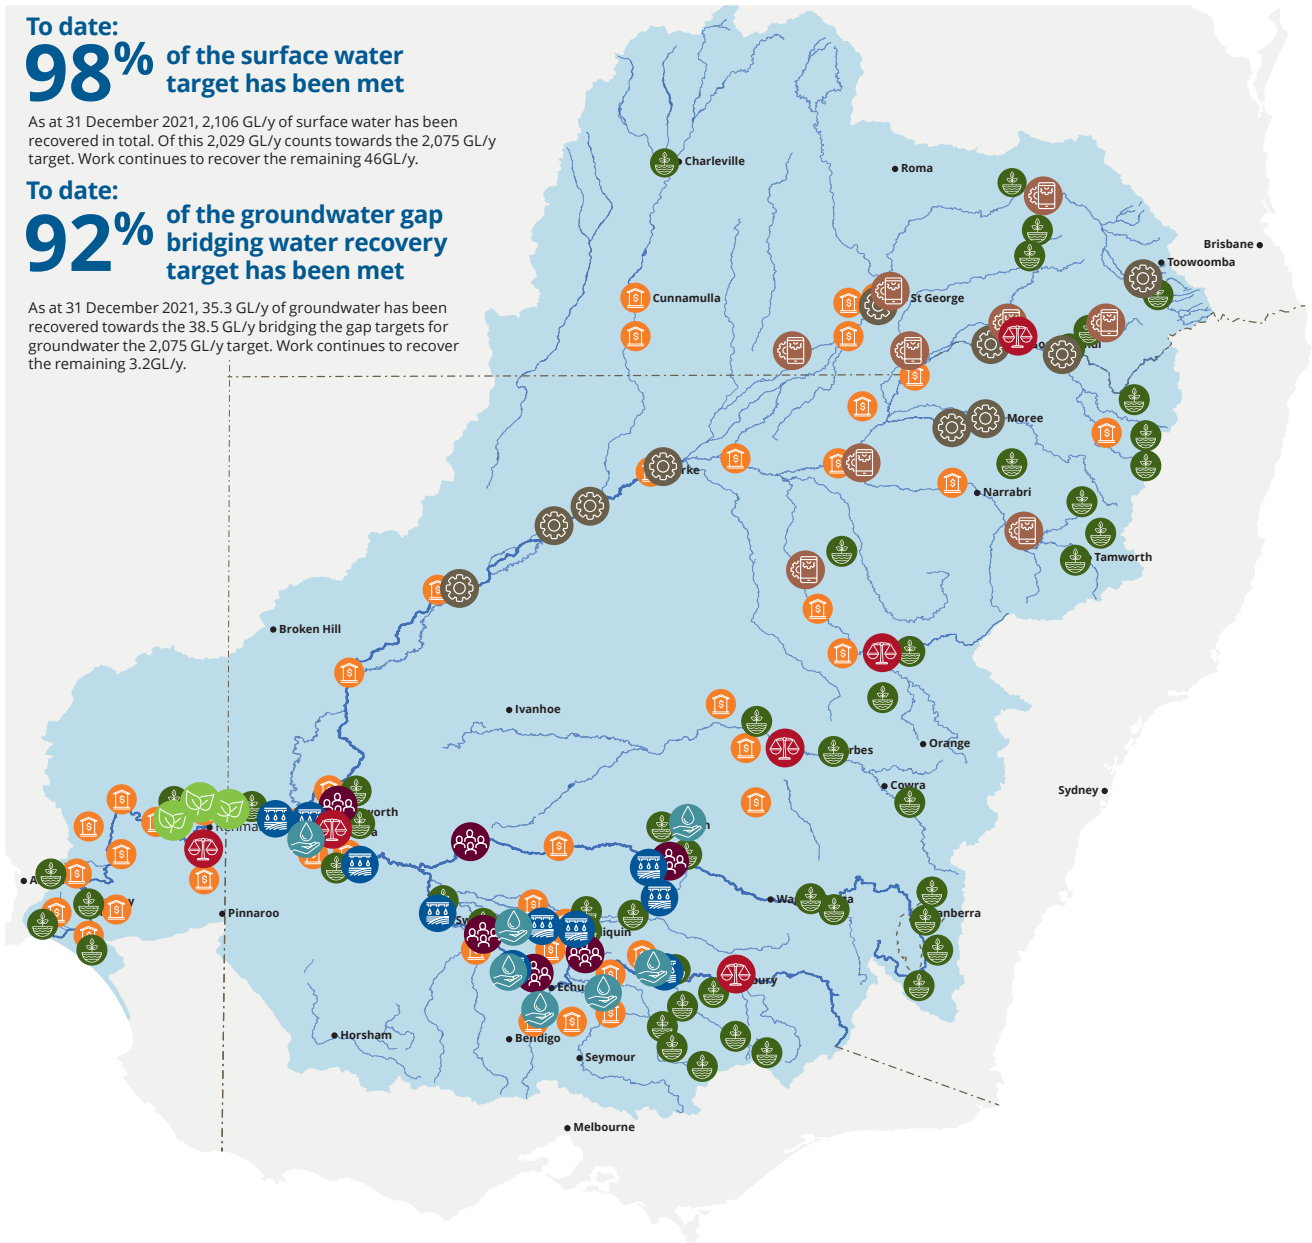 To date:
98% of the surface water
target has been met
As at 31 December 2021, 2,106 GL/y of surface water has been
recovered in total. Of this 2,029 GL/y counts towards the 2,075 GL/y
target. Work continues to recover the remaining 46GL/y.
To date:
92% of the groundwater gap
bridging water recovery
target has been met
As at 31 December 2021, 35.3 GL/y of groundwater has been
recovered towards the 38.5 GL/y bridging the gap targets for
groundwater the 2,075 GL/y target. Work continues to recover
the remaining 3.2GL/y.
Charleville
Roma
Brisbane
Toowoomba
Cunnamulla
St George
Moree
Narrabri
Tamworth
Broken Hill
Ivanhoe
Orange
Cowra
Sydney
Pinnaroo
Horsham
Bendigo
Seymour
Melbourne